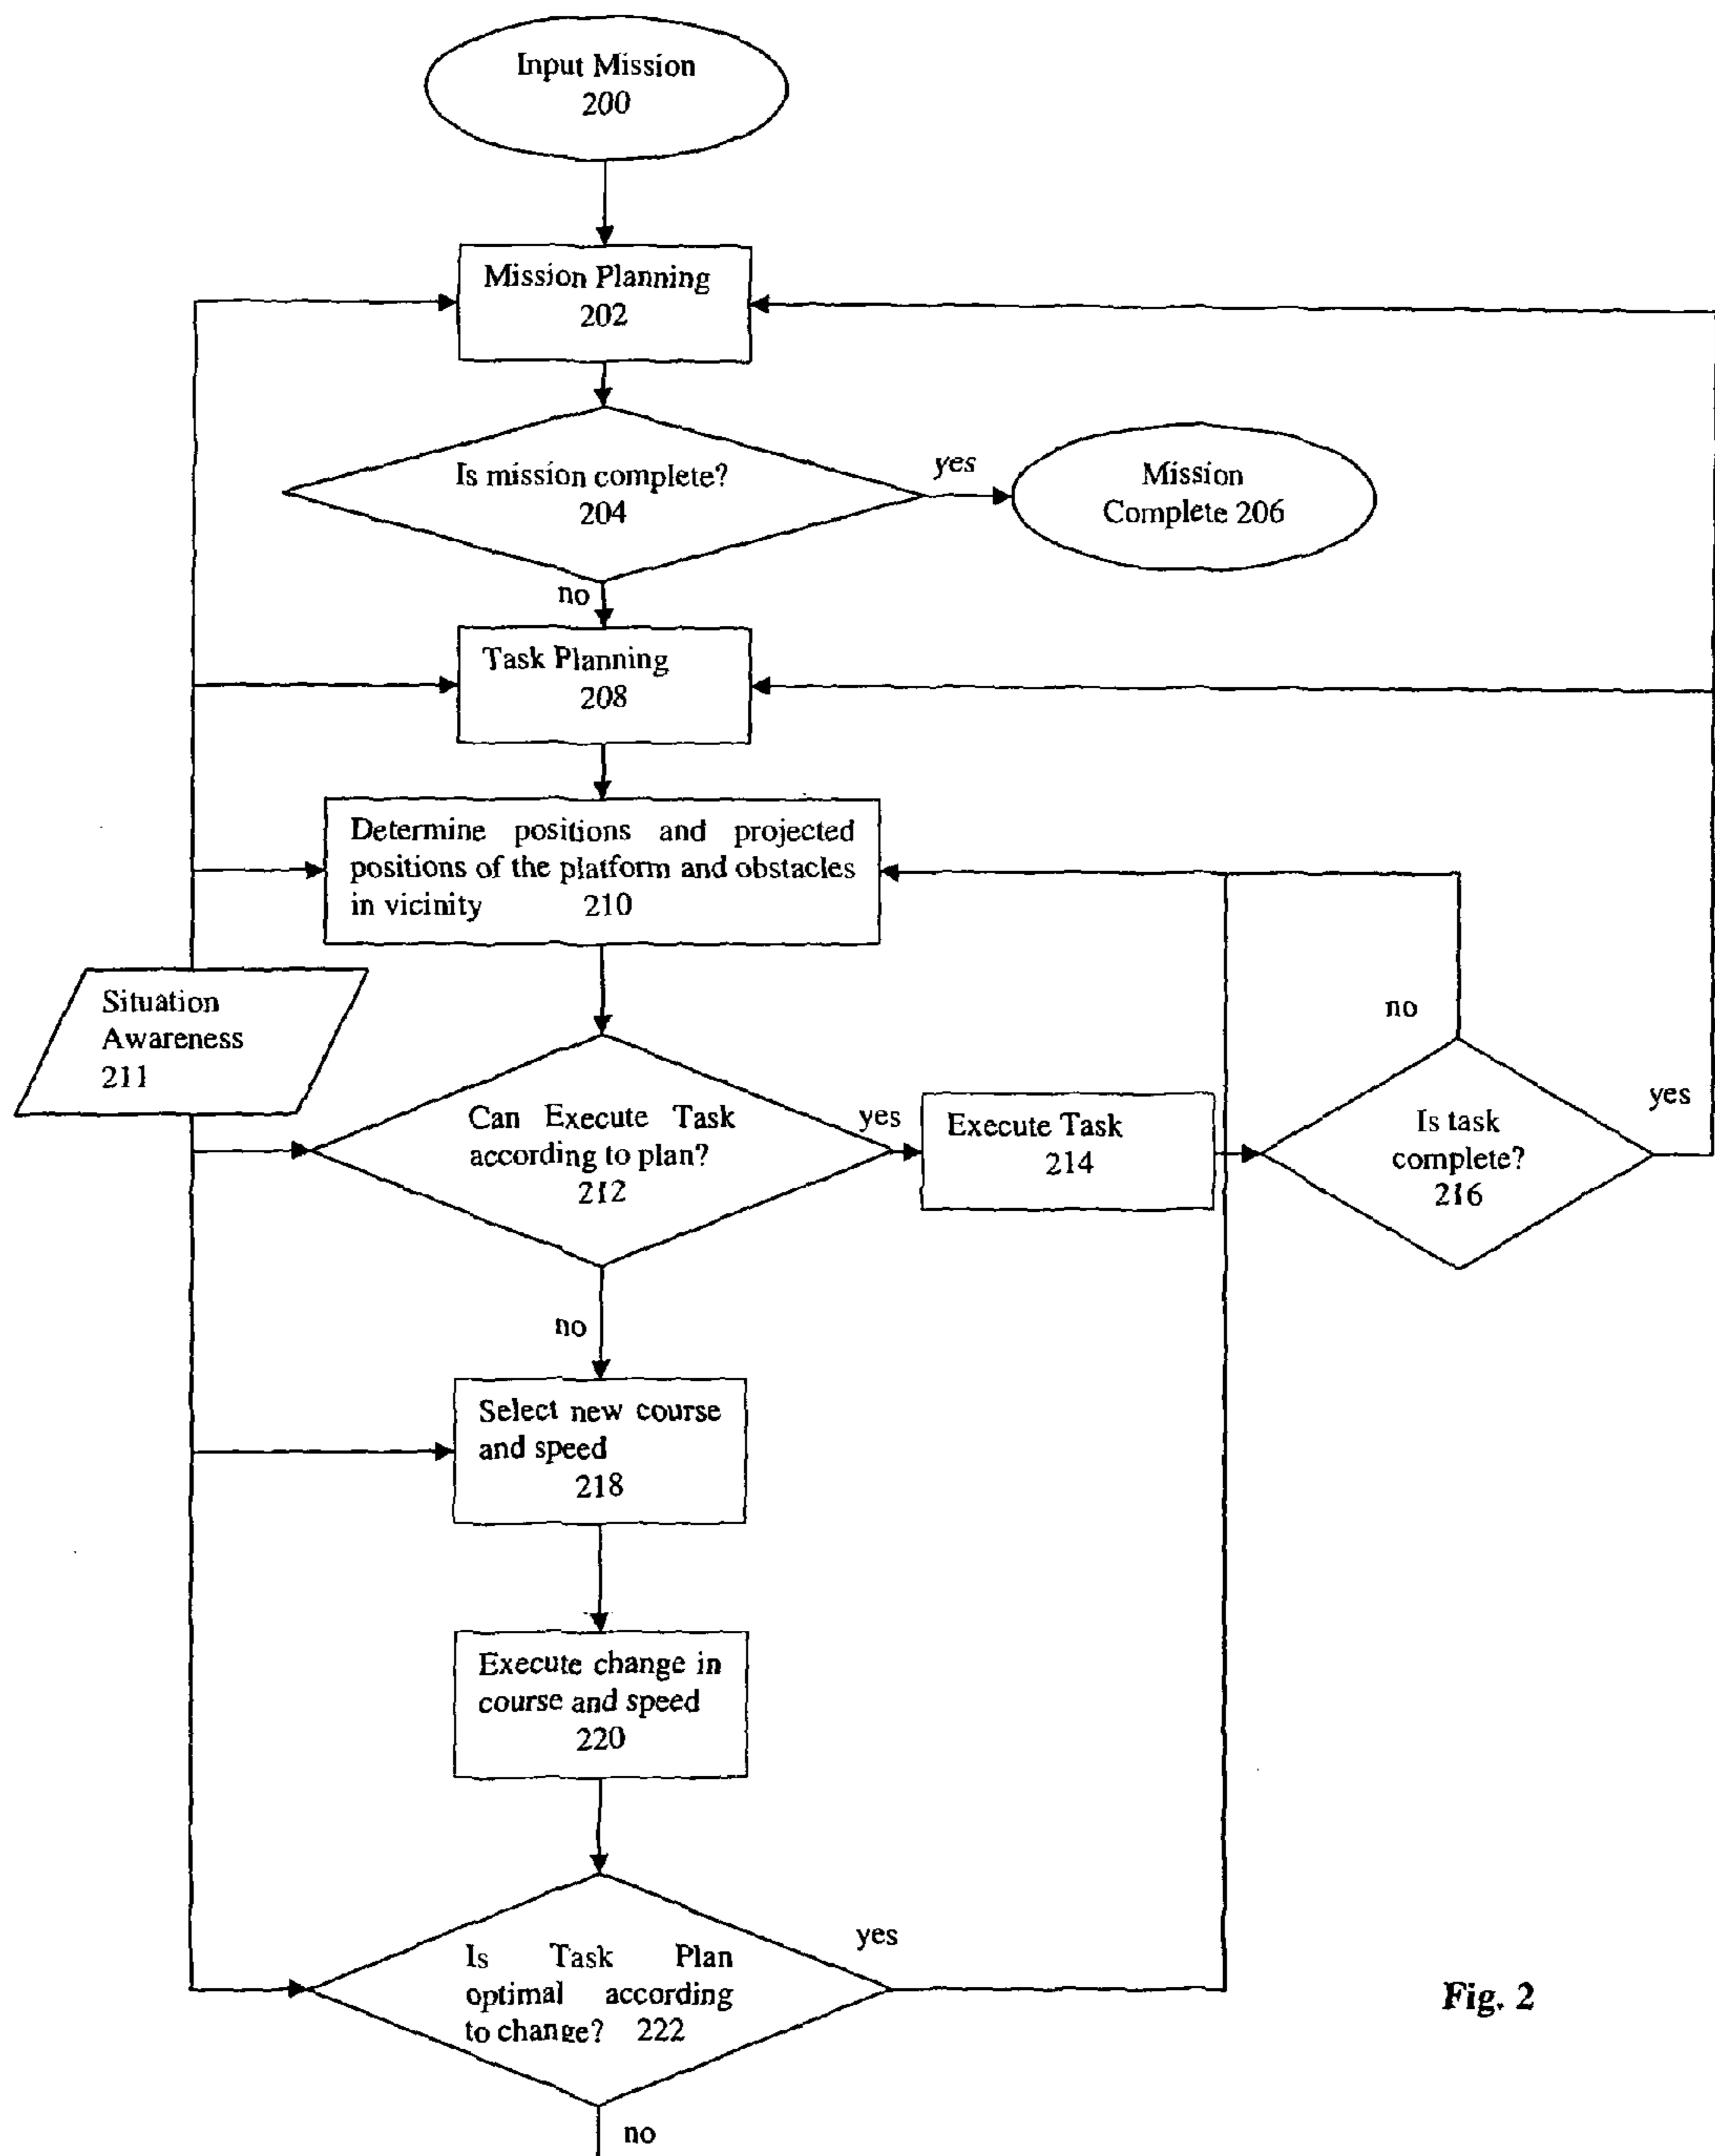 Input Mission
200
Mission Planning
202
Is mission complete?
204
yes
Mission
Complete 206
no
Task Planning
208
Determine positions and projected
positions of the platform and obstacles
in vicinity 210
Situation
Awareness
211
Can Execute Task
according to plan?
212
yes
Execute Task
214
no
Is task
complete?
216
yes
no
Select new course
and speed
218
Execute change in
course and speed
220
Is Task Plan
optimal according
to change? 222
yes
no
Fig. 2